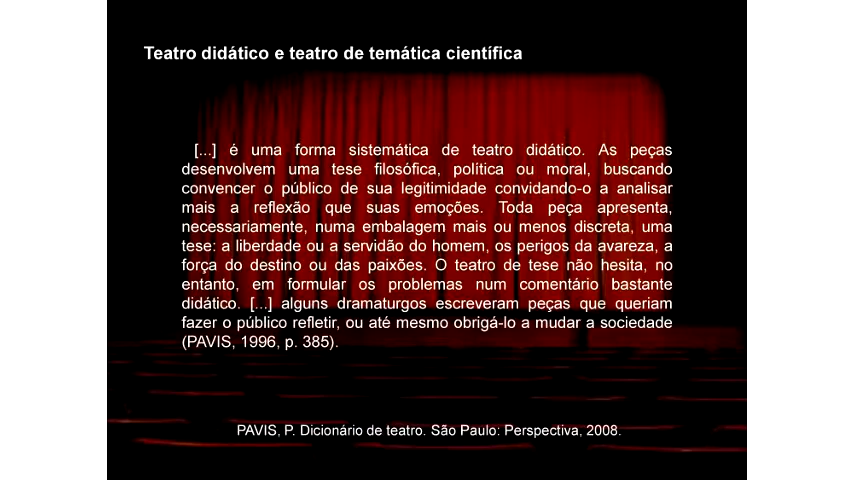 Teatro didático e teatro de temática científica
[...] é uma forma sistemática de teatro didático. As peças
desenvolvem uma tese filosófica, política ou moral, buscando
convencer o público de sua legitimidade convidando-o a analisar
mais a reflexão que suas emoções. Toda peça apresenta,
necessariamente, numa embalagem mais ou menos discreta, uma
tese: a liberdade ou a servidão do homem, os perigos da avareza, a
força do destino ou das paixões. O teatro de tese não hesita, no
entanto, em formular os problemas num comentário bastante
didático. [...] alguns dramaturgos escreveram peças que queriam
fazer o público refletir, ou até mesmo obrigá-lo a mudar a sociedade
(PAVIS, 1996, p. 385).
PAVIS, P. Dicionário de teatro. São Paulo: Perspectiva, 2008.